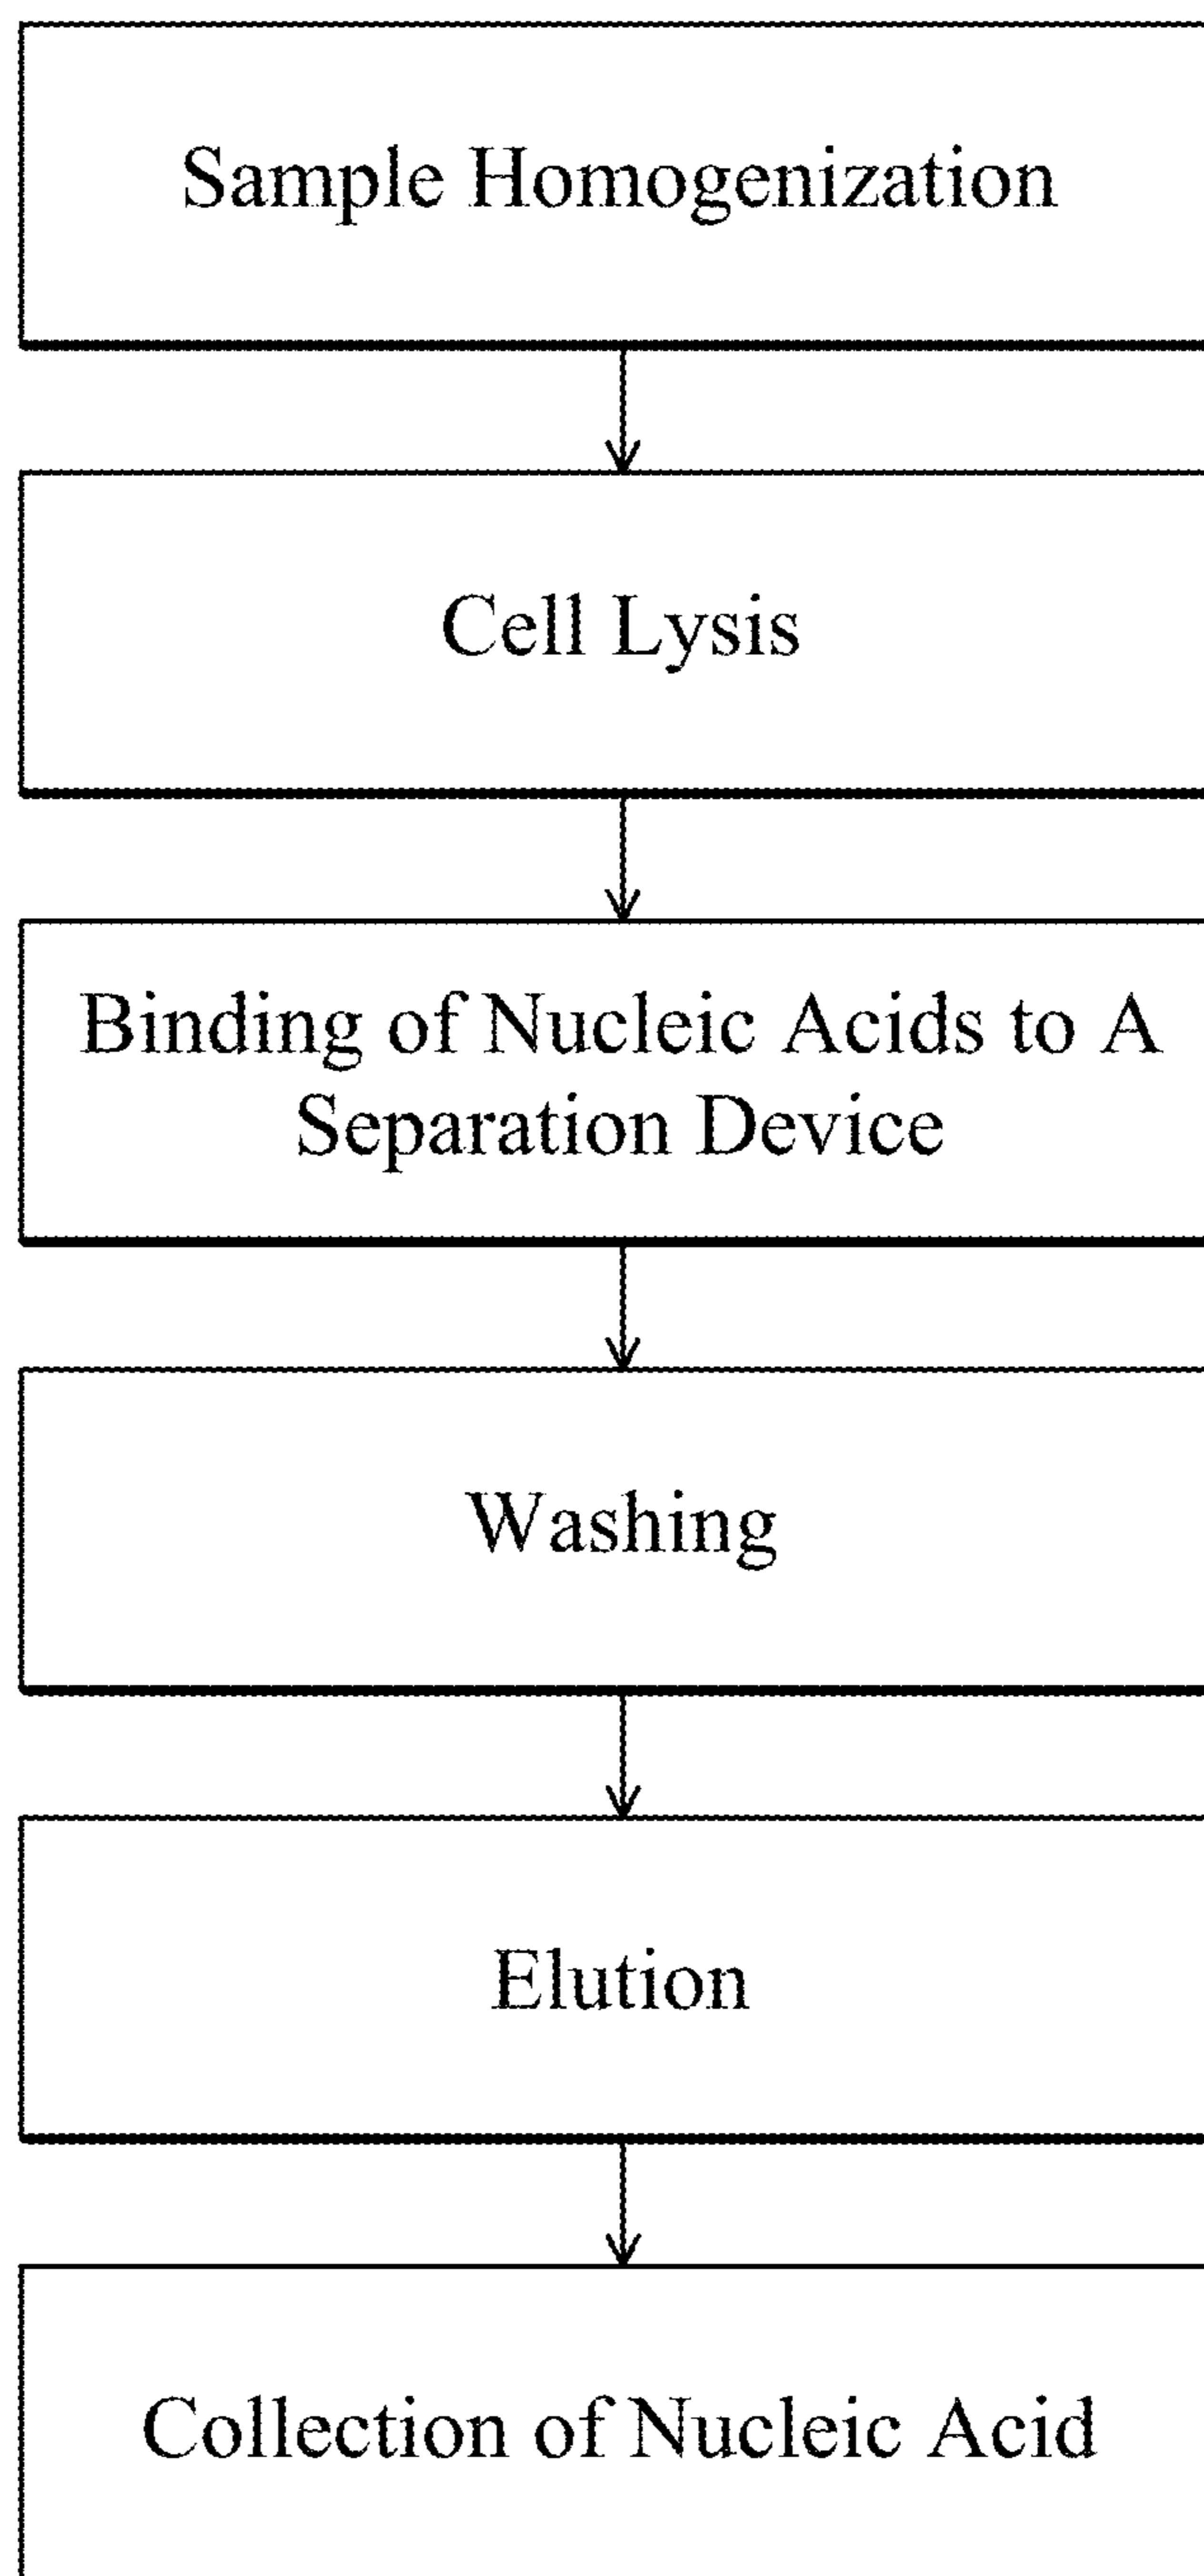 Sample Homogenization
Cell Lysis
Binding of Nucleic Acids to A
Separation Device
Washing
Elution
Collection of Nucleic Acid